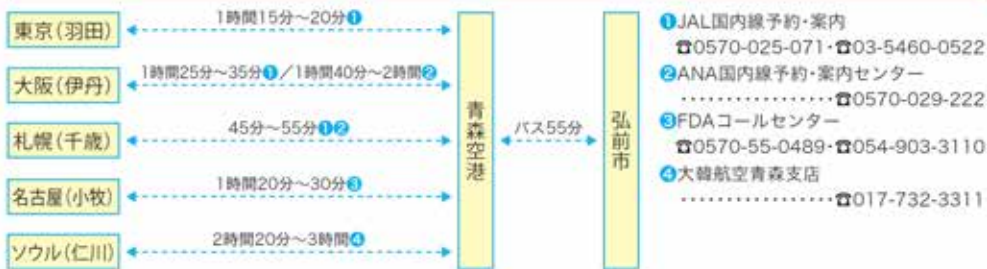 東京(羽田)
1時間15分～20分❶
大阪(伊丹)
1時間25分～35分❶／1時間40分～2時間❷
札幌(千歳)
45分～55分❶❷
名古屋(小牧)
1時間20分～30分❸
ソウル(仁川)
2時間20分～3時間❹
青森空港
バス55分
弘前市
❶JAL国内線予約・案内
☎0570-025-071・☎03-5460-0522
❷ANA国内線予約・案内センター
・・・・・・・・・・・・・・・・☎0570-029-222
❸FDAコールセンター
☎0570-55-0489・☎054-903-3110
❹大韓航空青森支店
・・・・・・・・・・・・・・・・☎017-732-3311